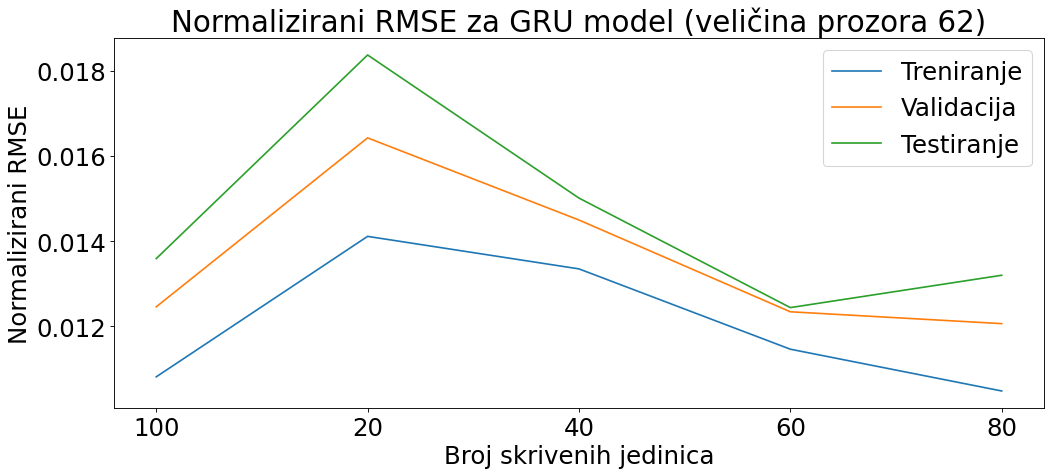 Normalizirani RMSE za GRU model (veličina prozora 62)
Normalizirani RMSE
0.018
0.016
0.014
0.012
Treniranje
Validacija
Testiranje
100 20 40 60 80
Broj skrivenih jedinica